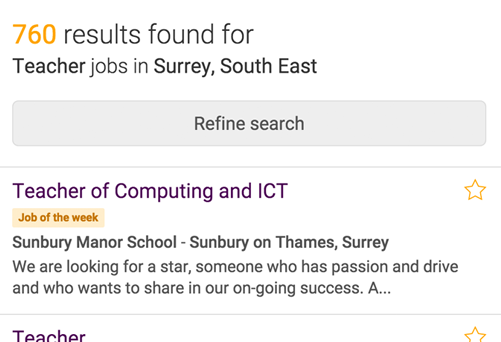 760 results found for
Teacher jobs in Surrey, South East
Refine search
Teacher of Computing and ICT
Job of the week
Sunbury Manor School - Sunbury on Thames, Surrey
We are looking for a star, someone who has passion and drive
and who wants to share in our on-going success. A...
Teacher